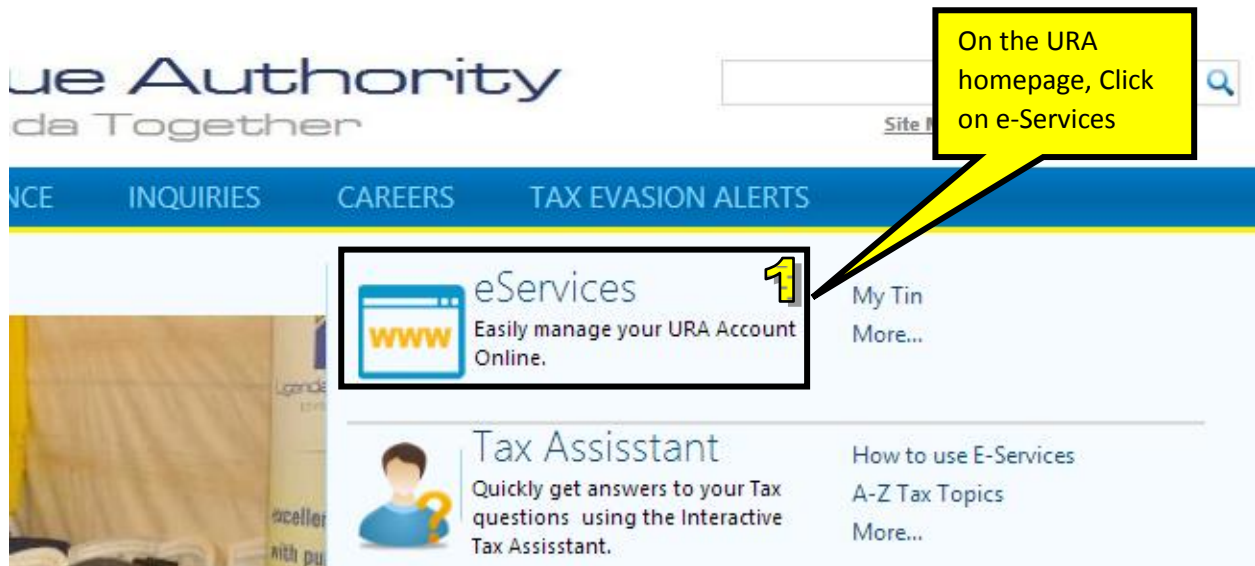 ue Authority
da Together
On the URA
homepage, Click
on e-Services
Site
NCE INQUIRIES CAREERS TAX EVASION ALERTS
eServices
1
www
Easily manage your URA Account
Online.
My Tin
More...
Tax Assisstant
Quickly get answers to your Tax
questions using the Interactive
Tax Assisstant.
How to use E-Services
A-Z Tax Topics
More...
?